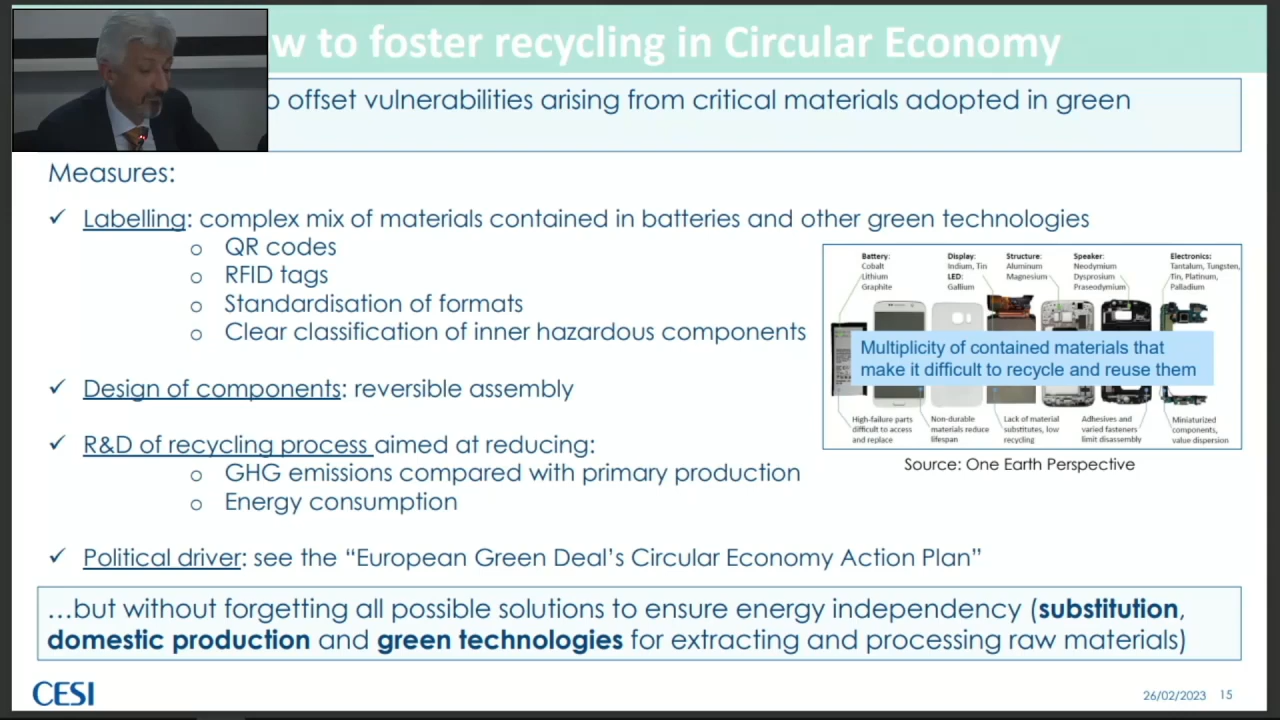 w to foster recycling in Circular Economy
o offset vulnerabilities arising from critical materials adopted in green
Measures:
✓ Labelling: complex mix of materials contained in batteries and other green technologies
o QR codes
o RFID tags
o Standardisation of formats
o Clear classification of inner hazardous components
Battery:
Cobalt
Lithium
Graphite
Display:
Indium, Tin
LED:
Gallium
Structure:
Aluminum
Magnesium
Speaker:
Neodymium
Dysprosium
Praseodymium
Electronics:
Tantalum, Tungsten,
Tin, Platinum,
Palladium
Multiplicity of contained materials that
make it difficult to recycle and reuse them
High-failure parts
difficult to access
and replace
Non-durable
materials reduce
lifespan
Lack of material
substitutes, low
recycling
Adhesives and
varied fasteners
limit disassembly
Miniaturized
components,
value dispersion
Source: One Earth Perspective
✓ Design of components: reversible assembly
✓ R&D of recycling process aimed at reducing:
o GHG emissions compared with primary production
o Energy consumption
✓ Political driver: see the “European Green Deal’s Circular Economy Action Plan”
…but without forgetting all possible solutions to ensure energy independency (substitution,
domestic production and green technologies for extracting and processing raw materials)
CESI
26/02/2023 15